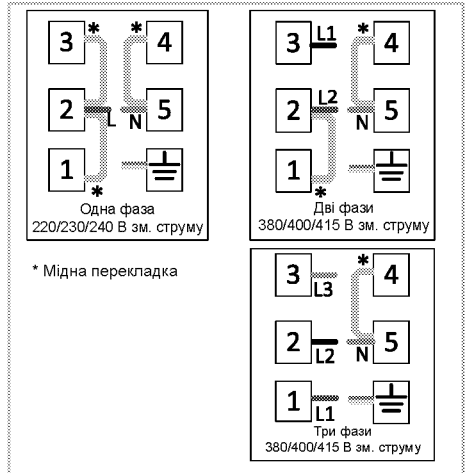 3 * * 4
2 L N 5
1
*
Одна фаза
220/230/240 В зм. струму
3 L1 * 4
2 L2 N 5
1
*
Дві фази
380/400/415 В зм. струму
* Мідна перекладка
3 L3 * 4
2 L2 N 5
1 L1
Три фази
380/400/415 В зм. струму